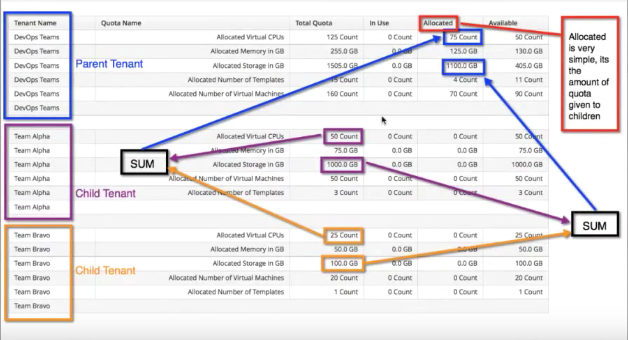 Tenant Name Quota Name Total Quota In Use Allocated Available
DevOps Teams Allocated Virtual CPUs 125 Count 0 Count 75 Count 50 Count
DevOps Teams Allocated Memory in GB 255.0 GB 0.0 GB 125.0 GB 130.0 GB
DevOps Teams Allocated Storage in GB 1505.0 GB 0.0 GB 1100.0 GB 405.0 GB
DevOps Teams Allocated Number of Templates 15 Count 0 Count 4 Count 11 Count
DevOps Teams Allocated Number of Virtual Machines 160 Count 0 Count 70 Count 90 Count
DevOps Teams
Parent Tenant
Allocated
is very
simple, its
the
amount of
quota
given to
children
Team Alpha Allocated Virtual CPUs 50 Count 0 Count 0 Count 50 Count
Team Alpha Allocated Memory in GB 75.0 GB 0.0 GB 0.0 GB 75.0 GB
Team Alpha Allocated Storage in GB 1000.0 GB 0.0 GB 0.0 GB 1000.0 GB
Team Alpha Allocated Number of Virtual Machines 50 Count 0 Count 0 Count 50 Count
Team Alpha Allocated Number of Templates 3 Count 0 Count 0 Count 3 Count
Team Alpha
Child Tenant
SUM
SUM
Team Bravo Allocated Virtual CPUs 25 Count 0 Count 0 Count 25 Count
Team Bravo Allocated Memory in GB 50.0 GB 0.0 GB 0.0 GB 50.0 GB
Team Bravo Allocated Storage in GB 100.0 GB 0.0 GB 0.0 GB 100.0 GB
Team Bravo Allocated Number of Virtual Machines 20 Count 0 Count 0 Count 20 Count
Team Bravo Allocated Number of Templates 1 Count 0 Count 0 Count 1 Count
Team Bravo
Child Tenant